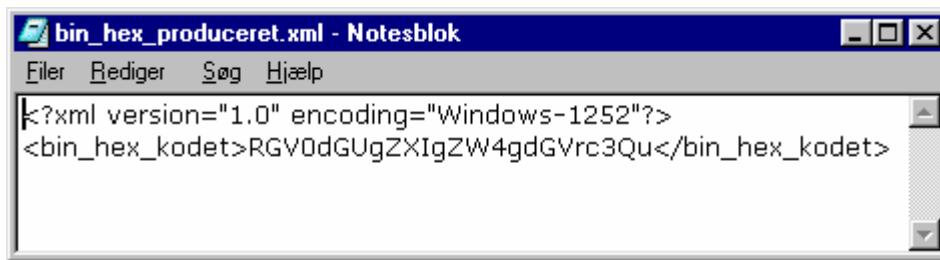 bin_hex_produceret.xml - Notesblok
Filer Rediger Søg Hjælp
<?xml version="1.0" encoding="Windows-1252"?>
<bin_hex_kodet>RGV0dGUgZXIgZW4gdGVrc3Qu</bin_hex_kodet>